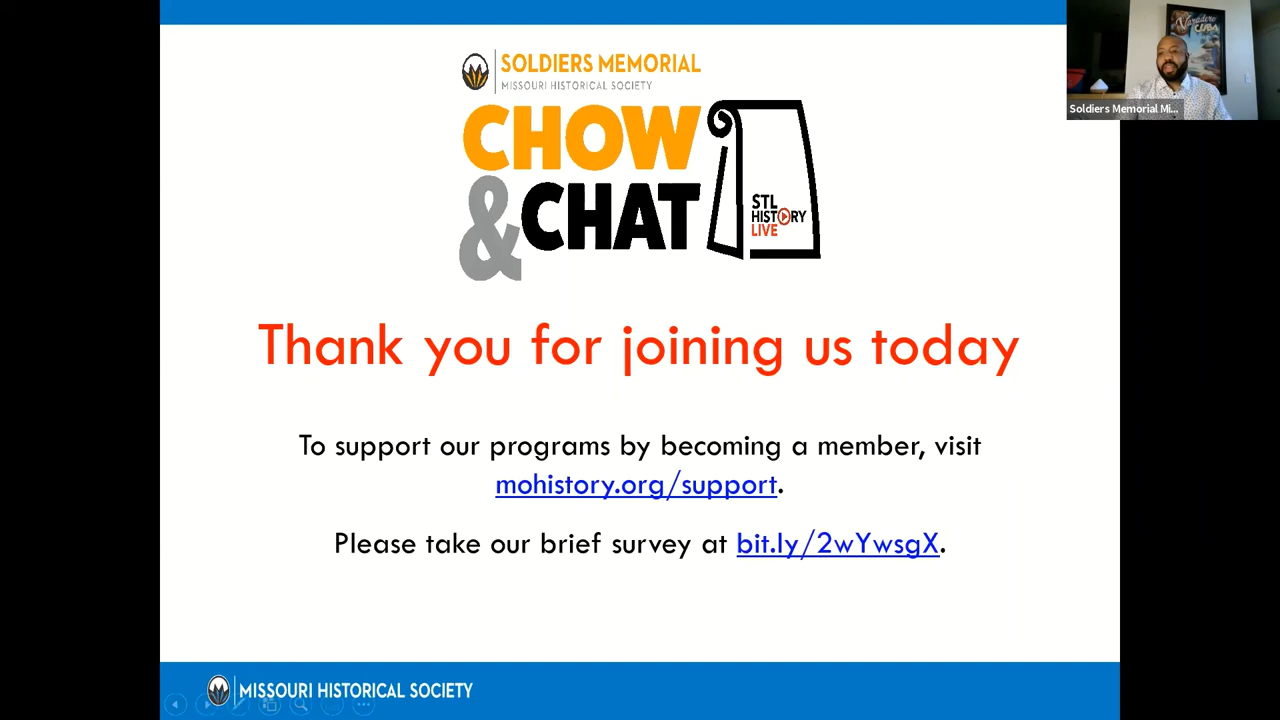 SOLDIERS MEMORIAL
MISSOURI HISTORICAL SOCIETY
CHOW
&CHAT
STL
HISTORY
LIVE
Thank you for joining us today
To support our programs by becoming a member, visit
mohistory.org/support.
Please take our brief survey at bit.ly/2wYwsgX.
MISSOURI HISTORICAL SOCIETY
Varadero
CUBA
Soldiers Memorial Mi...